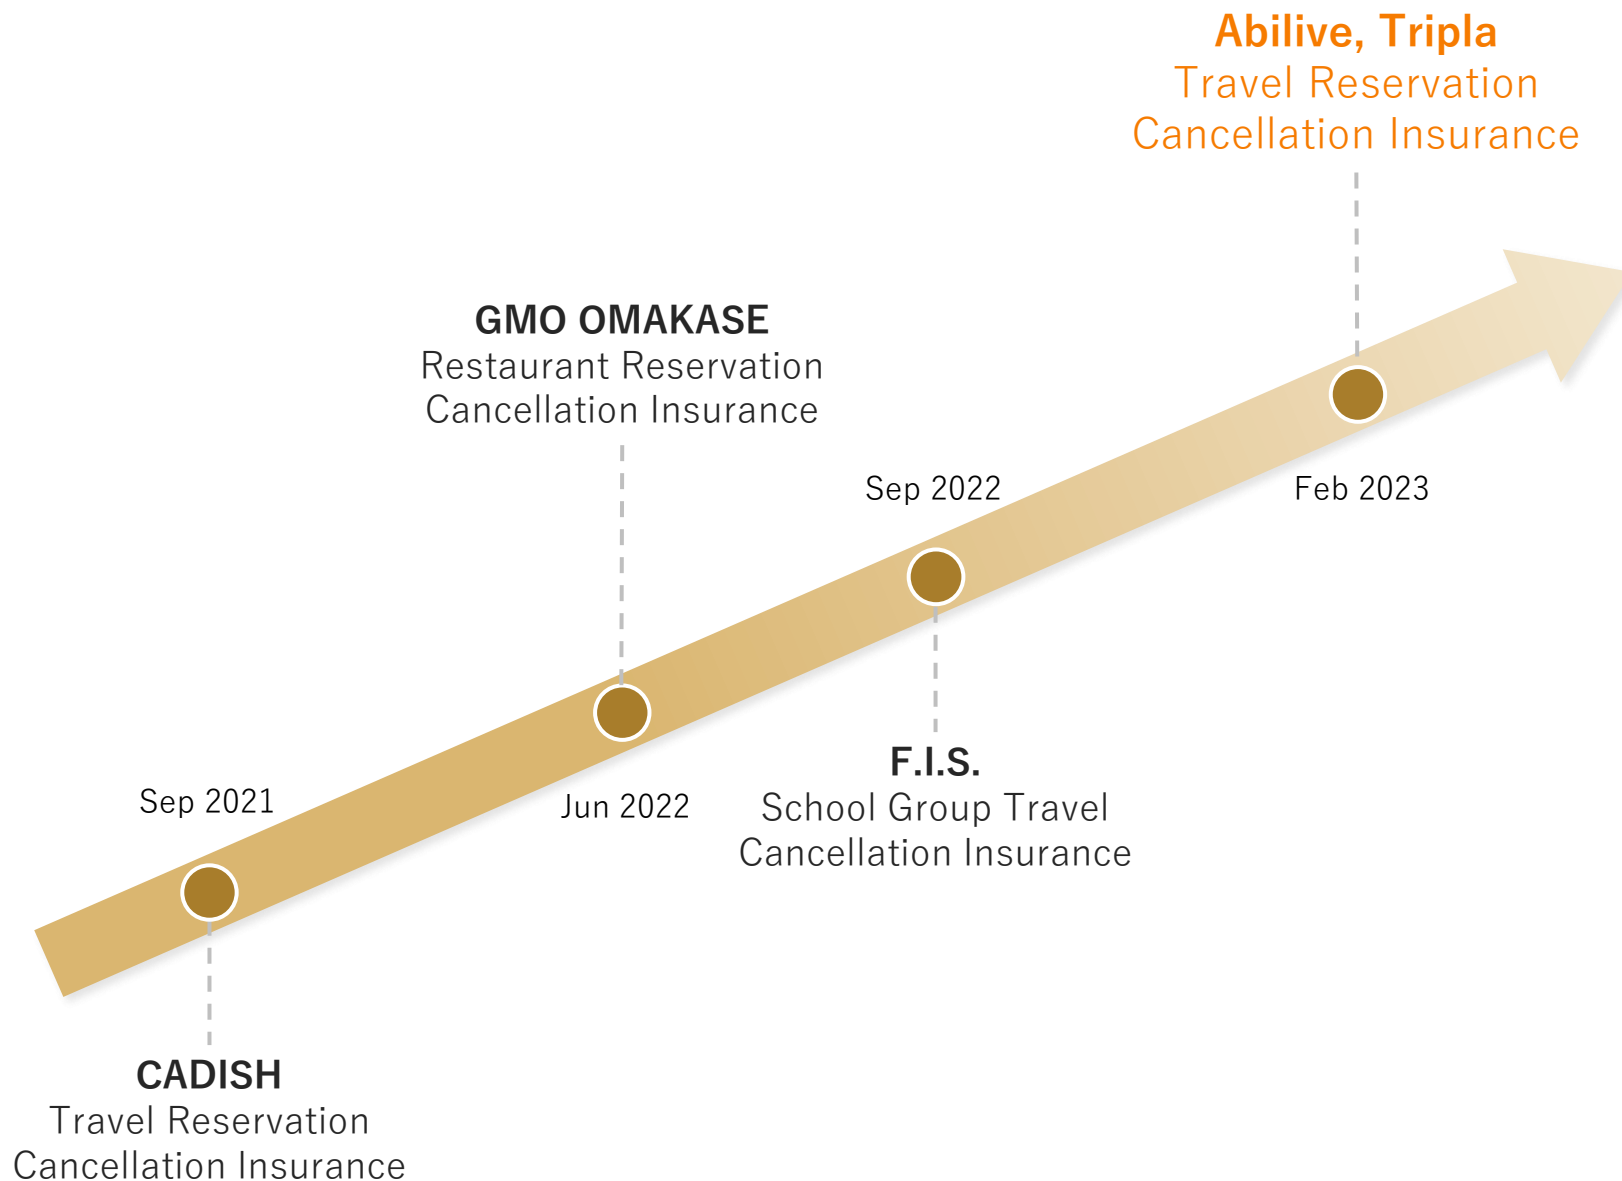 Abilive, Tripla
Travel Reservation
Cancellation Insurance
GMO OMAKASE
Restaurant Reservation
Cancellation Insurance
Sep 2022
Feb 2023
Sep 2021
Jun 2022
F.I.S.
School Group Travel
Cancellation Insurance
CADISH
Travel Reservation
Cancellation Insurance